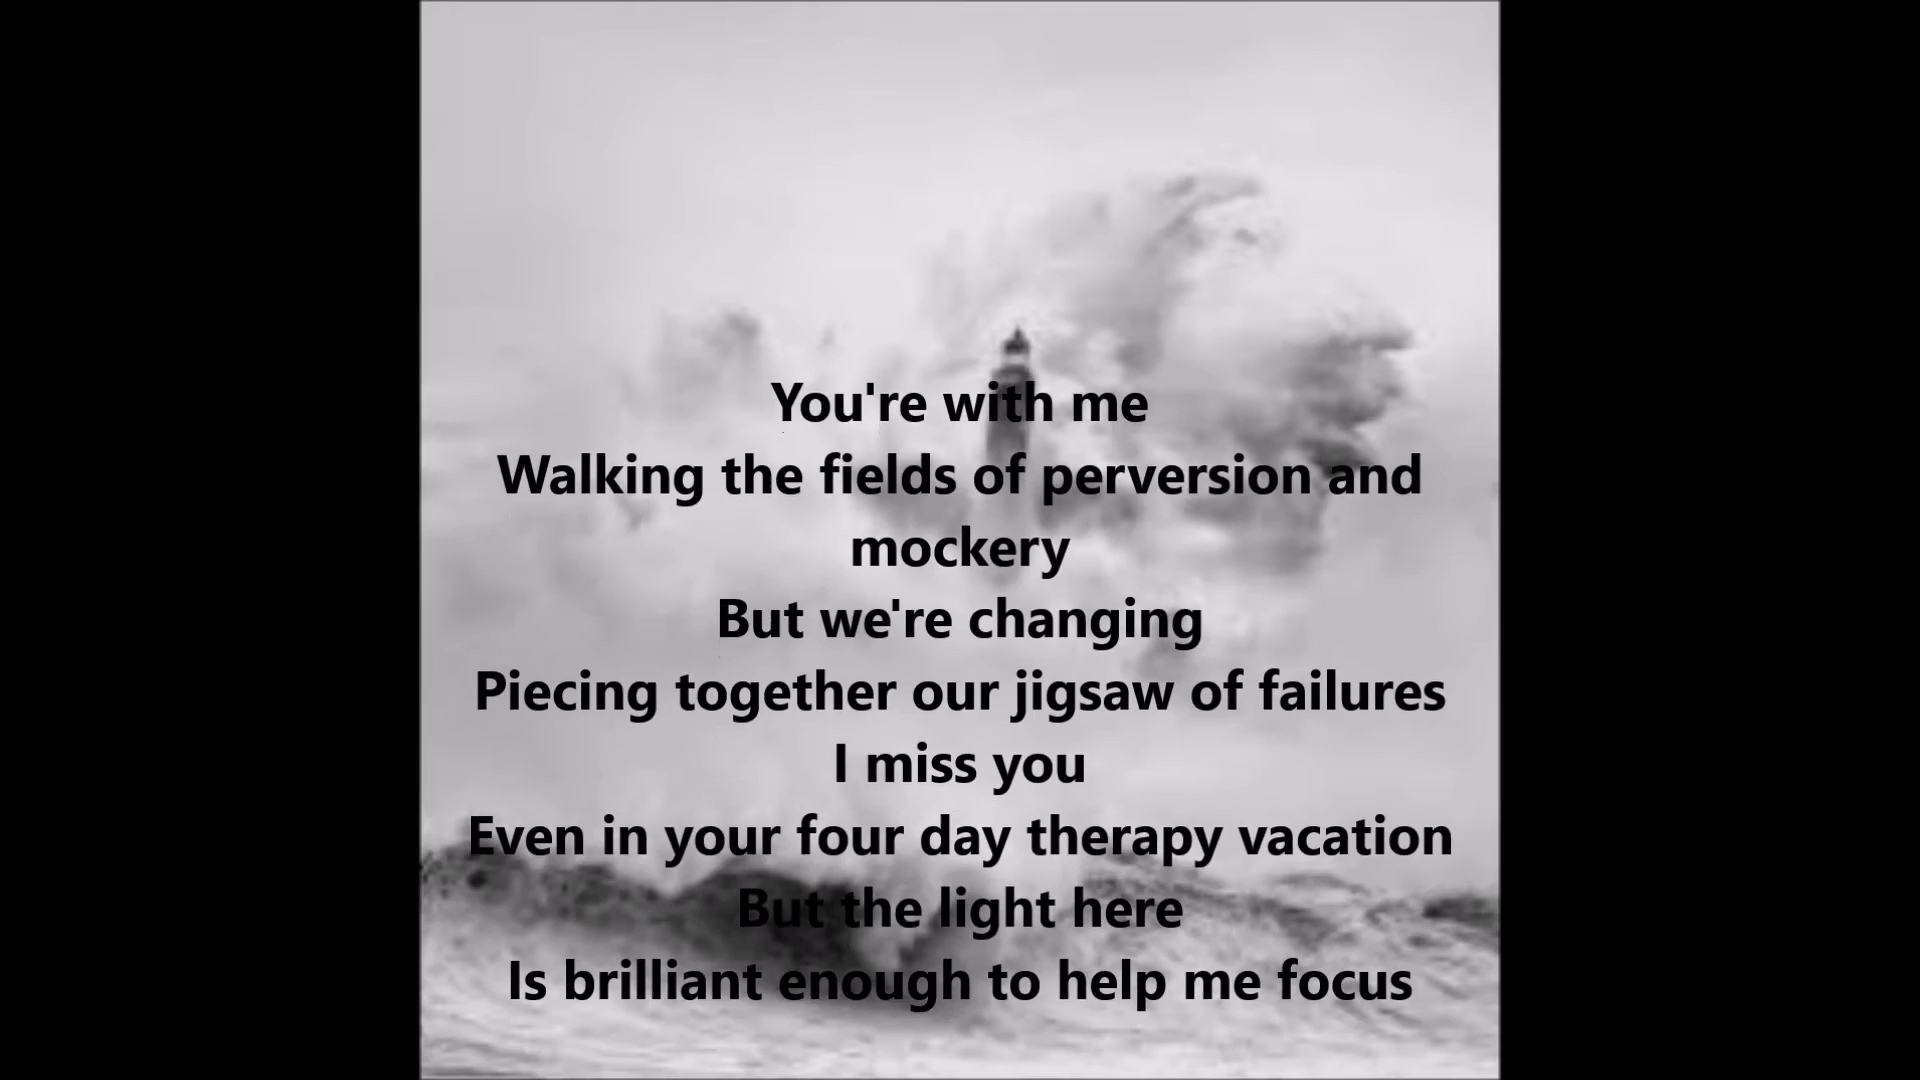 You're with me
Walking the fields of perversion and
mockery
But we're changing
Piecing together our jigsaw of failures
I miss you
Even in your four day therapy vacation
But the light here
Is brilliant enough to help me focus